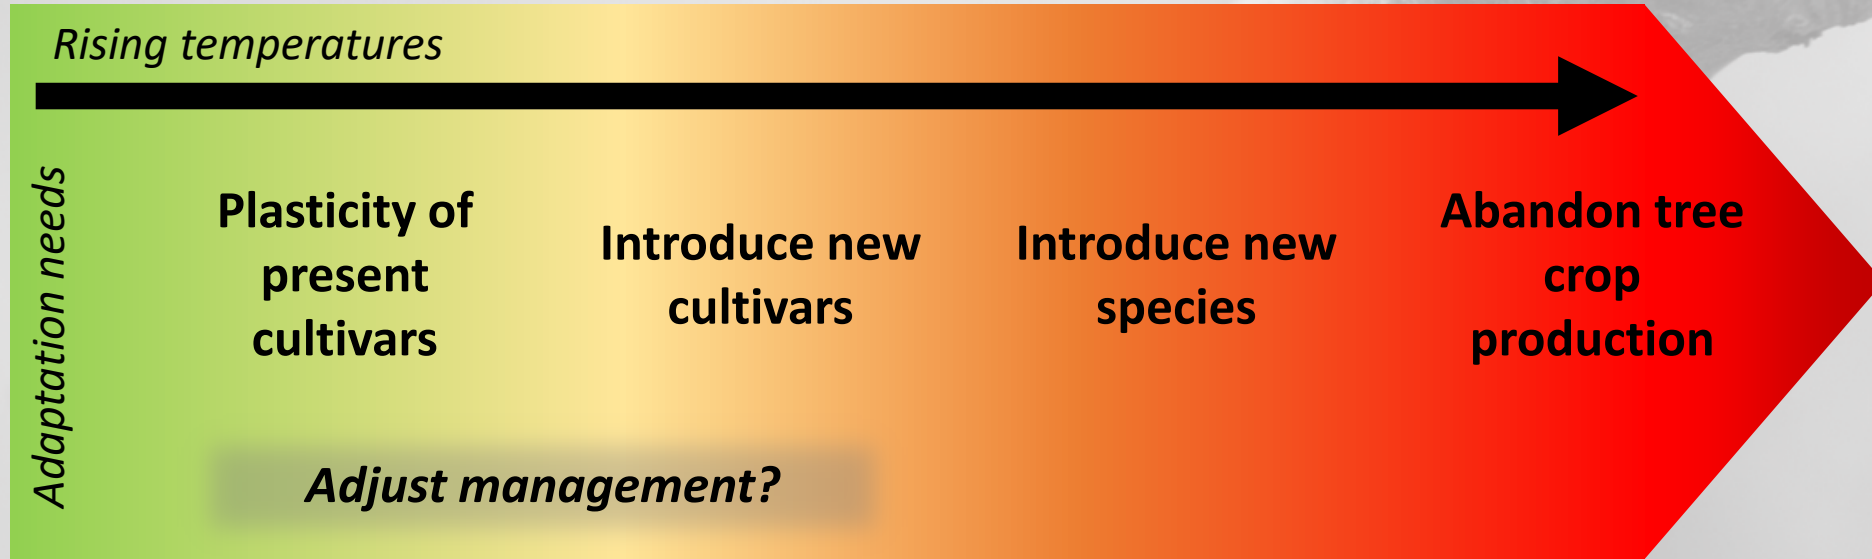 Rising temperatures
Adaptation needs
Plasticity of
present
cultivars
Introduce new
cultivars
Introduce new
species
Abandon tree
crop
production
Adjust management?